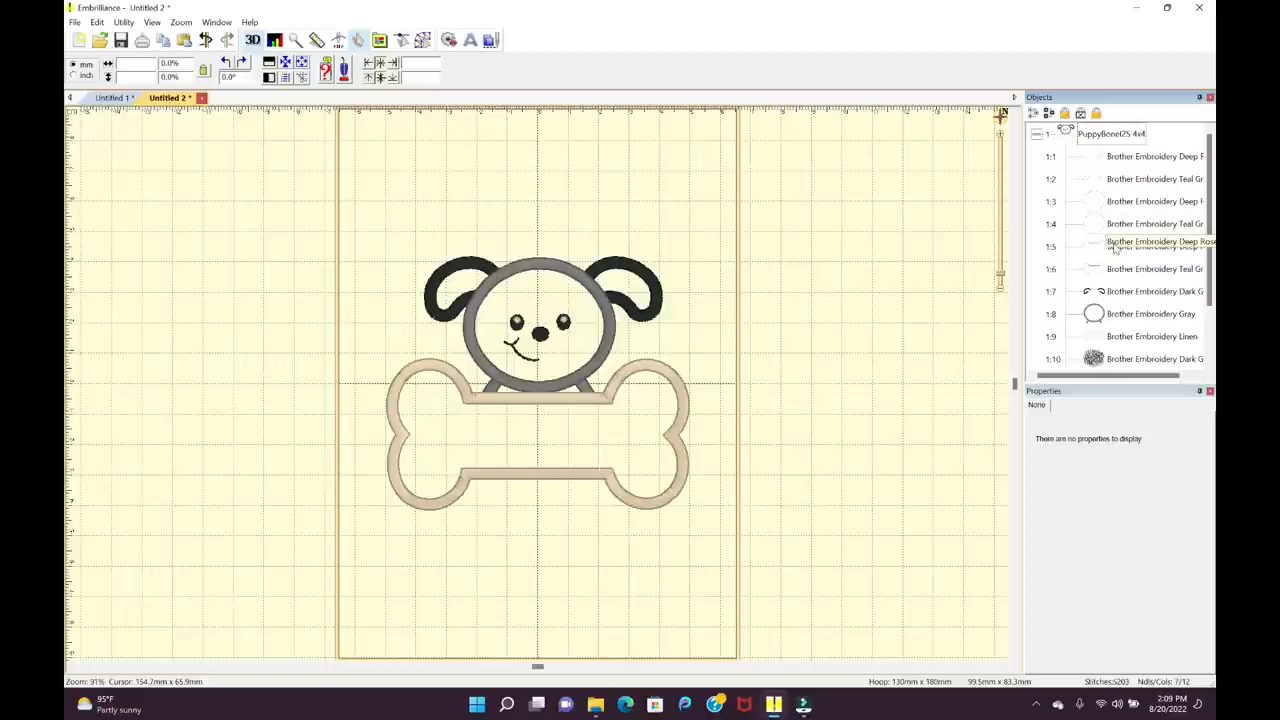 Embrilliance - Untitled 2 *
File Edit Utility View Zoom Window Help
3D
mm
inch
0.0%
0.0%
0.0°
Untitled 1 *
Untitled 2 *
Objects
1
PuppyBone125 4x4
1:1 Brother Embroidery Deep
1:2 Brother Embroidery Teal Gr
1:3 Brother Embroidery Deep
1:4 Brother Embroidery Teal Gr
1:5 Brother Embroidery Deep Rose
1:6 Brother Embroidery Teal Gr
1:7 Brother Embroidery Dark G
1:8 Brother Embroidery Gray
1:9 Brother Embroidery Linen
1:10 Brother Embroidery Dark G
Properties
None
There are no properties to display
Zoom: 91% Cursor: 154.7mm x 65.9mm
Hoop: 130mm x 180mm 99.5mm x 83.3mm Stitches:5203 Ndls/Cols: 7/12
95°F
Partly sunny
2:09 PM
8/20/2022